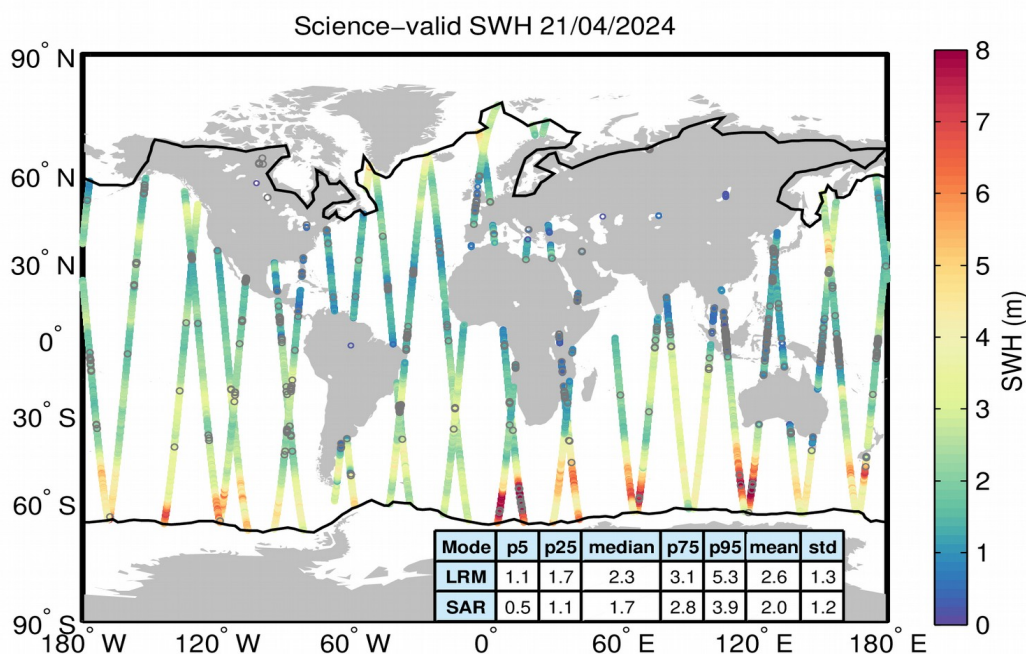 Science–valid SWH 21/04/2024
90° N
60° N
30° N
0°
30° S
60° S
90° S
180° W
120° W
60° W
0°
60° E
120° E
180° E
8
7
6
5
4
3
2
1
0
SWH (m)
Mode p5 p25 median p75 p95 mean std
LRM 1.1 1.7 2.3 3.1 5.3 2.6 1.3
SAR 0.5 1.1 1.7 2.8 3.9 2.0 1.2